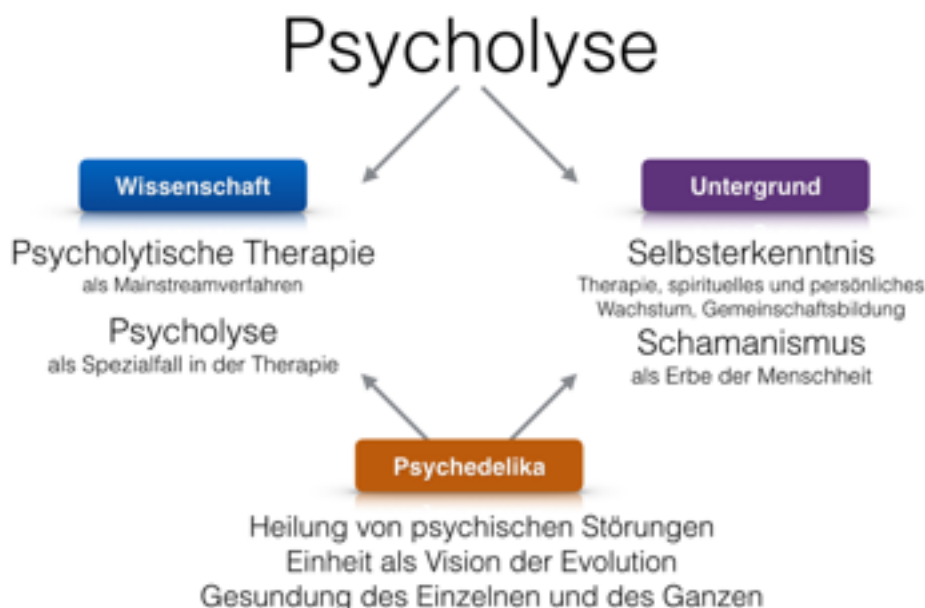 Psycholyse
Wissenschaft
Psycholytische Therapie
als Mainstreamverfahren
Psycholyse
als Spezialfall in der Therapie
Untergrund
Selbsterkenntnis
Therapie, spirituelles und persönliches
Wachstum, Gemeinschaftsbildung
Schamanismus
als Erbe der Menschheit
Psychedelika
Heilung von psychischen Störungen
Einheit als Vision der Evolution
Gesundung des Einzelnen und des Ganzen